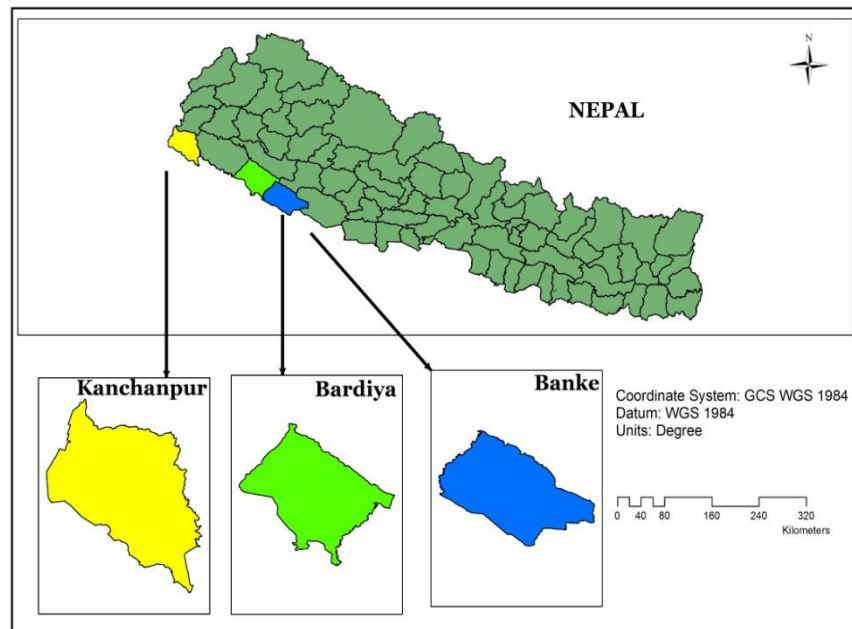 N
NEPAL
Kanchanpur
Bardiya
Banke
Coordinate System: GCS WGS 1984
Datum: WGS 1984
Units: Degree
0 40 80 160 240 320
Kilometers